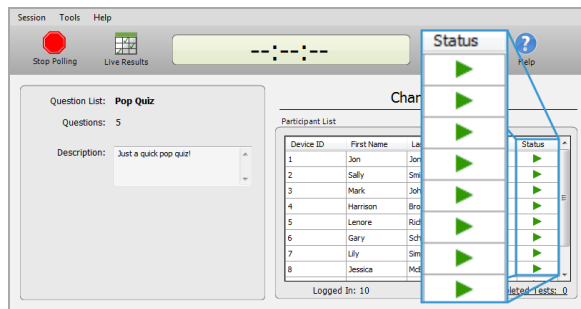 Session Tools Help
Stop Polling Live Results --:--:-- Help
Status
Question List: Pop Quiz
Questions: 5
Description: Just a quick pop quiz!
Participant List
Device ID First Name Status
1 Jon
2 Sally
3 Mark
4 Harrison
5 Lenore
6 Gary
7 Lily
8 Jessica
Logged In: 10 Tests: 0